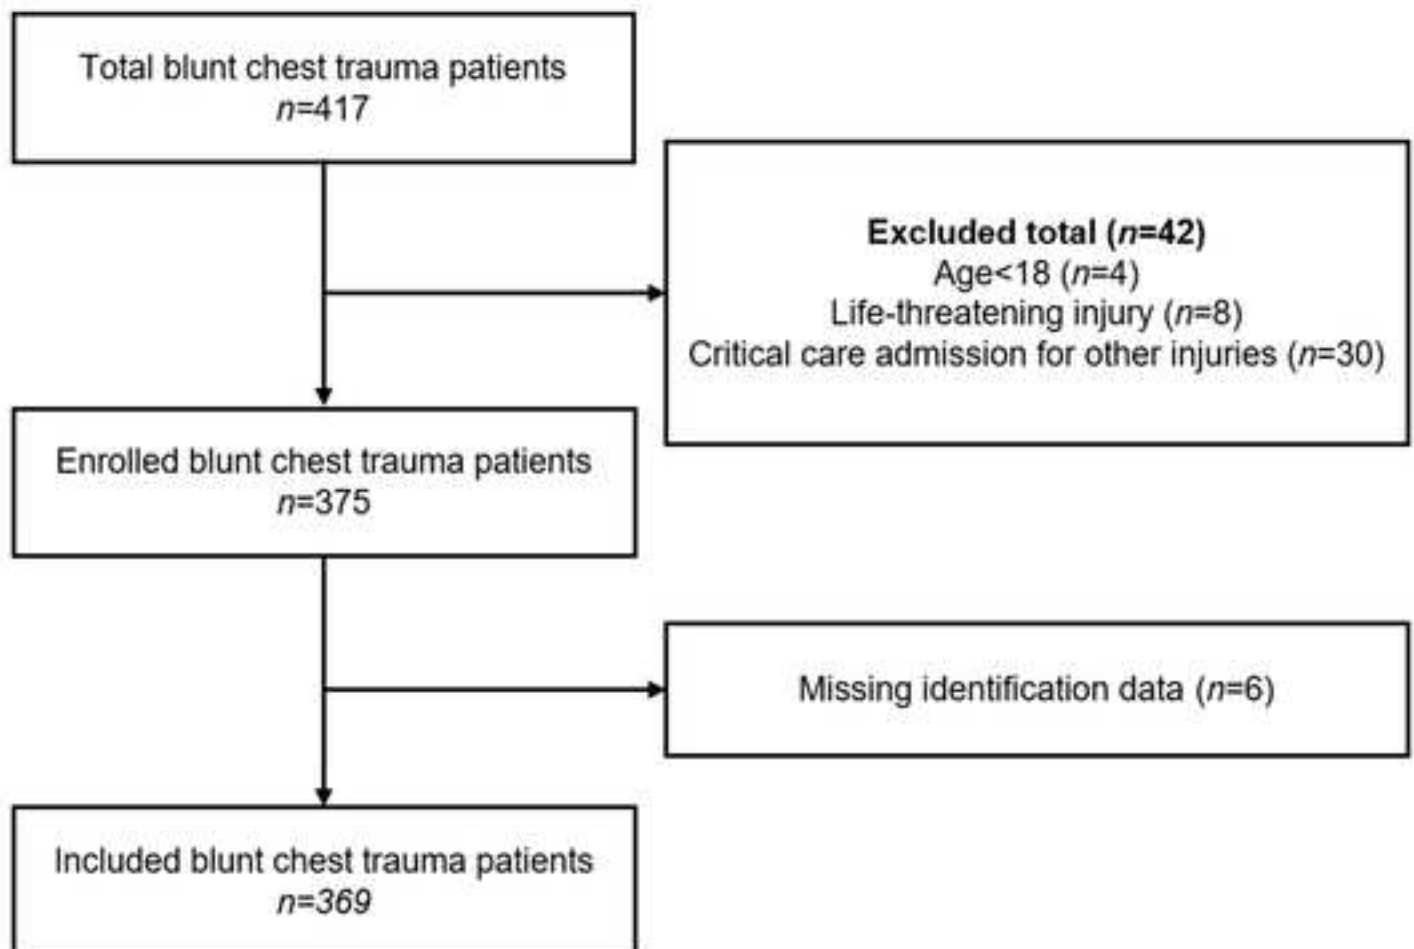 Total blunt chest trauma patients
n=417
Excluded total (n=42)
Age<18 (n=4)
Life-threatening injury (n=8)
Critical care admission for other injuries (n=30)
Enrolled blunt chest trauma patients
n=375
Missing identification data (n=6)
Included blunt chest trauma patients
n=369